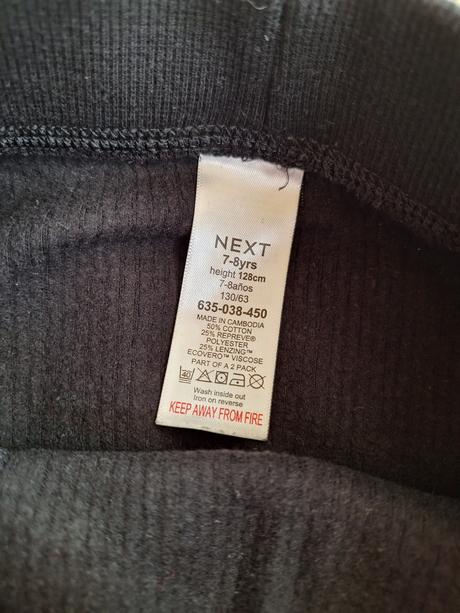 NEXT
7-8yrs
height 128cm
7-8años
130/63
635-038-450
MADE IN CAMBODIA
50% COTTON
25% REPREVE®
POLYESTER
25% LENZING™
ECOVERO™ VISCOSE
PART OF A 2 PACK
40
Wash inside out
Iron on reverse
KEEP AWAY FROM FIRE